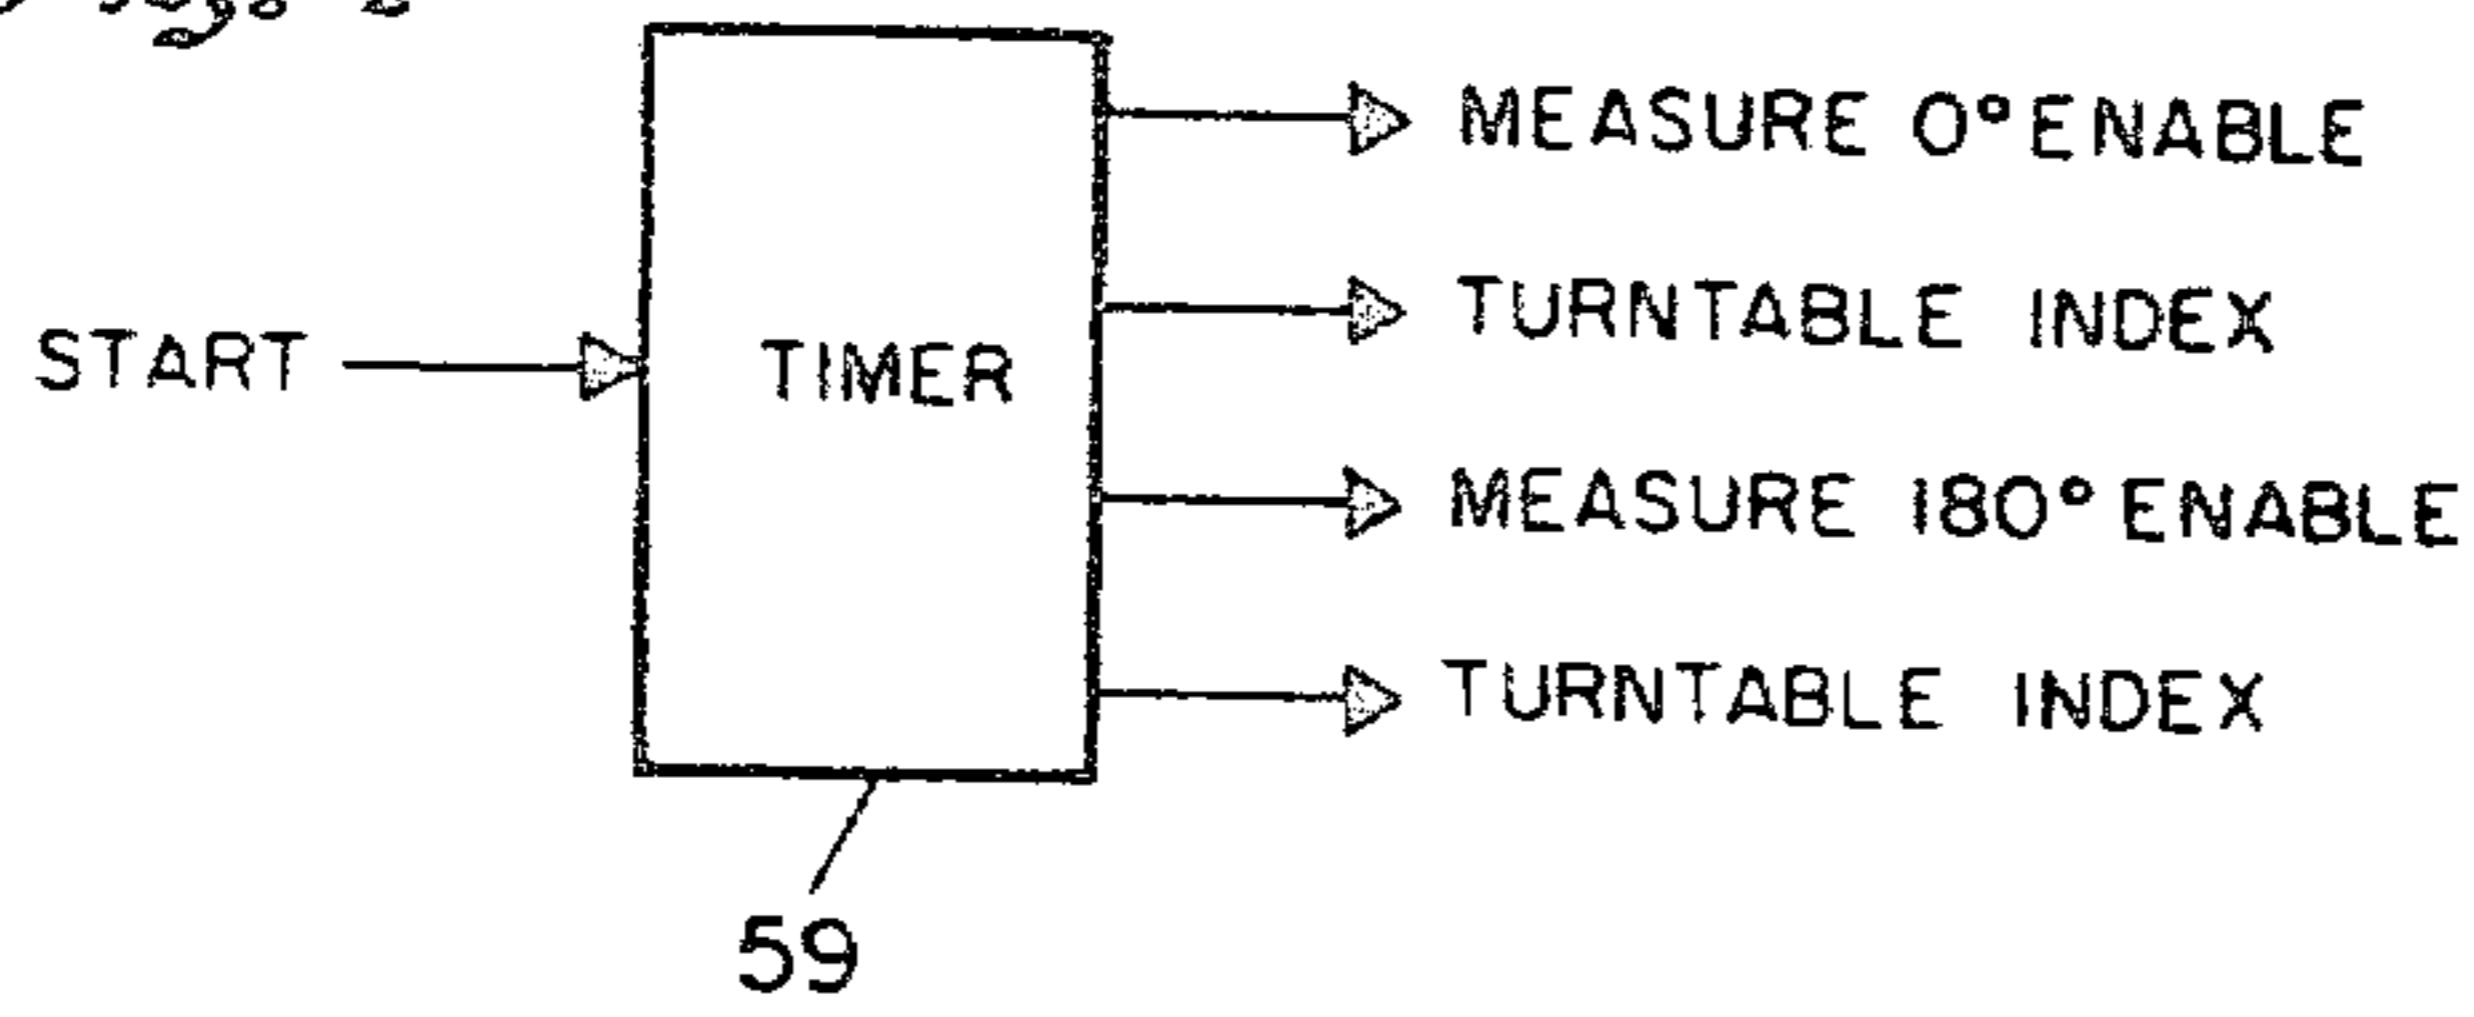 MEASURE 0° ENABLE
TURNTABLE INDEX
START
TIMER
MEASURE 180° ENABLE
TURNTABLE INDEX
59